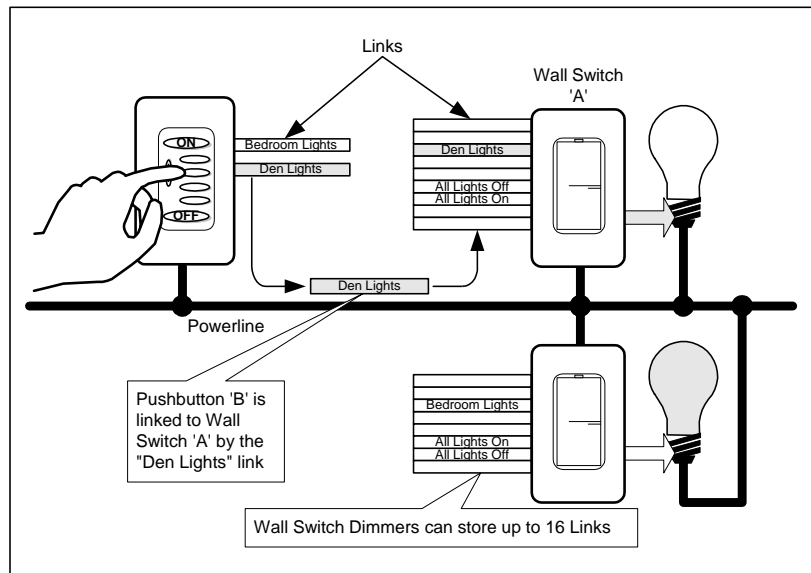 Links
Wall Switch
'A'
ON
OFF
Bedroom Lights
Den Lights
Den Lights
All Lights Off
All Lights On
Den Lights
Powerline
Pushbutton 'B' is
linked to Wall
Switch 'A' by the
"Den Lights" link
Bedroom Lights
All Lights On
All Lights Off
Wall Switch Dimmers can store up to 16 Links